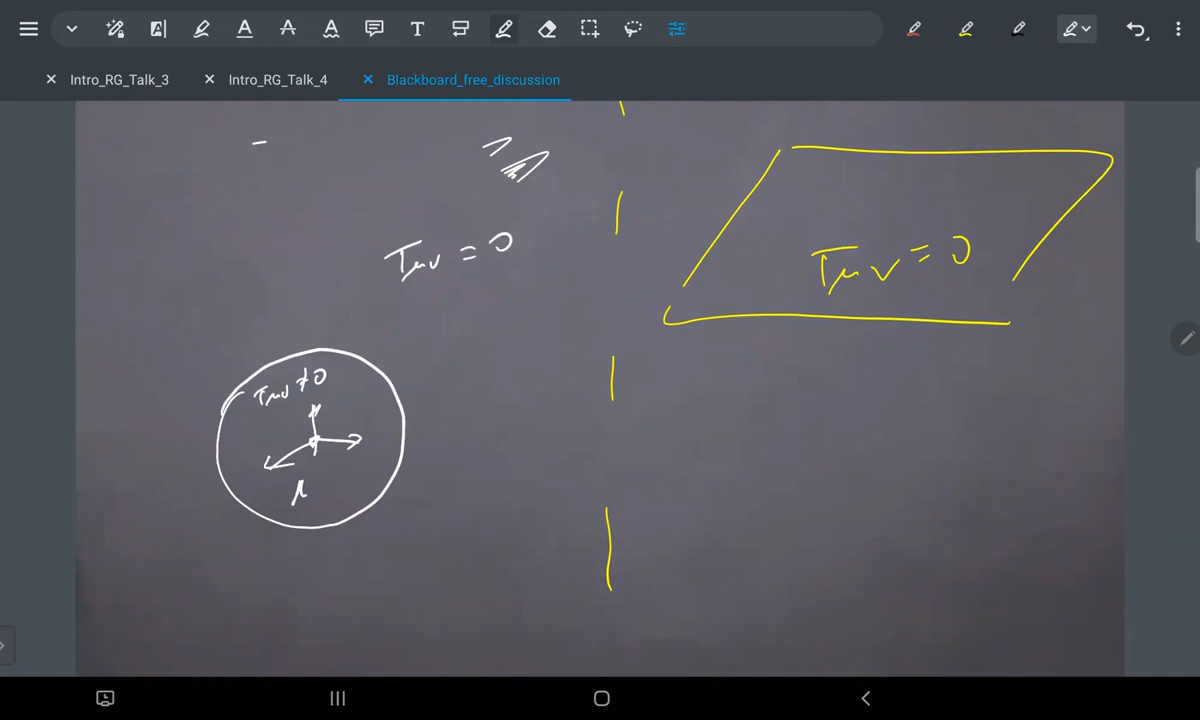 Intro_RG_Talk_3
Intro_RG_Talk_4
Blackboard_free_discussion
Tμν = 0
Tμν = 0
Tμν ≠ 0
μ